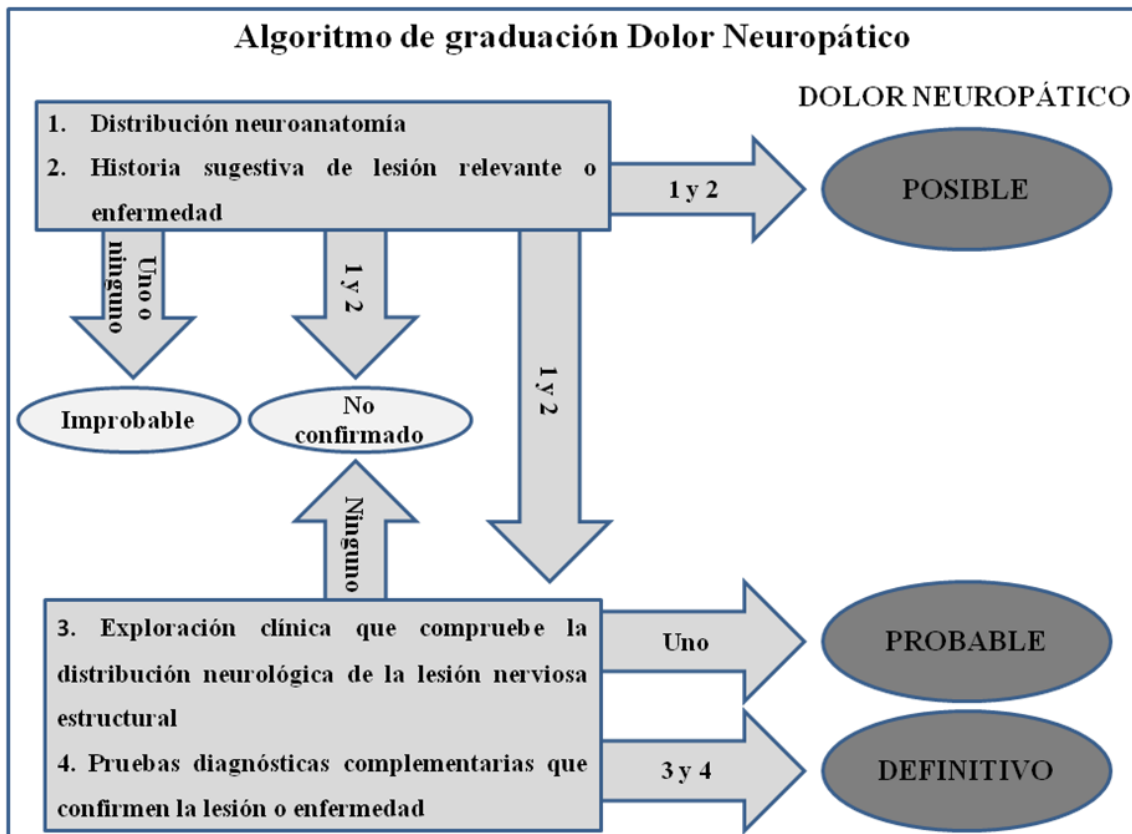 Algoritmo de graduación Dolor Neuropático
DOLOR NEUROPÁTICO
1. Distribución neuroanatomía
2. Historia sugestiva de lesión relevante o
enfermedad
1 y 2
POSIBLE
Uno o
ninguno
1 y 2
1 y 2
Improbable
No
confirmado
Ninguno
3. Exploración clínica que compruebe la
distribución neurológica de la lesión nerviosa
estructural
4. Pruebas diagnósticas complementarias que
confirmen la lesión o enfermedad
Uno
PROBABLE
3 y 4
DEFINITIVO